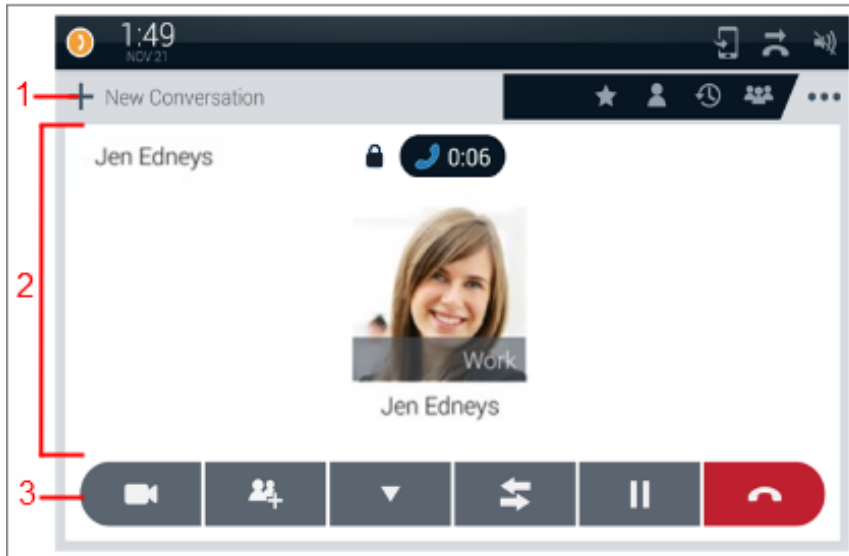 1:49
NOV 21
1
New Conversation
2
Jen Edneys
0:06
Work
Jen Edneys
3